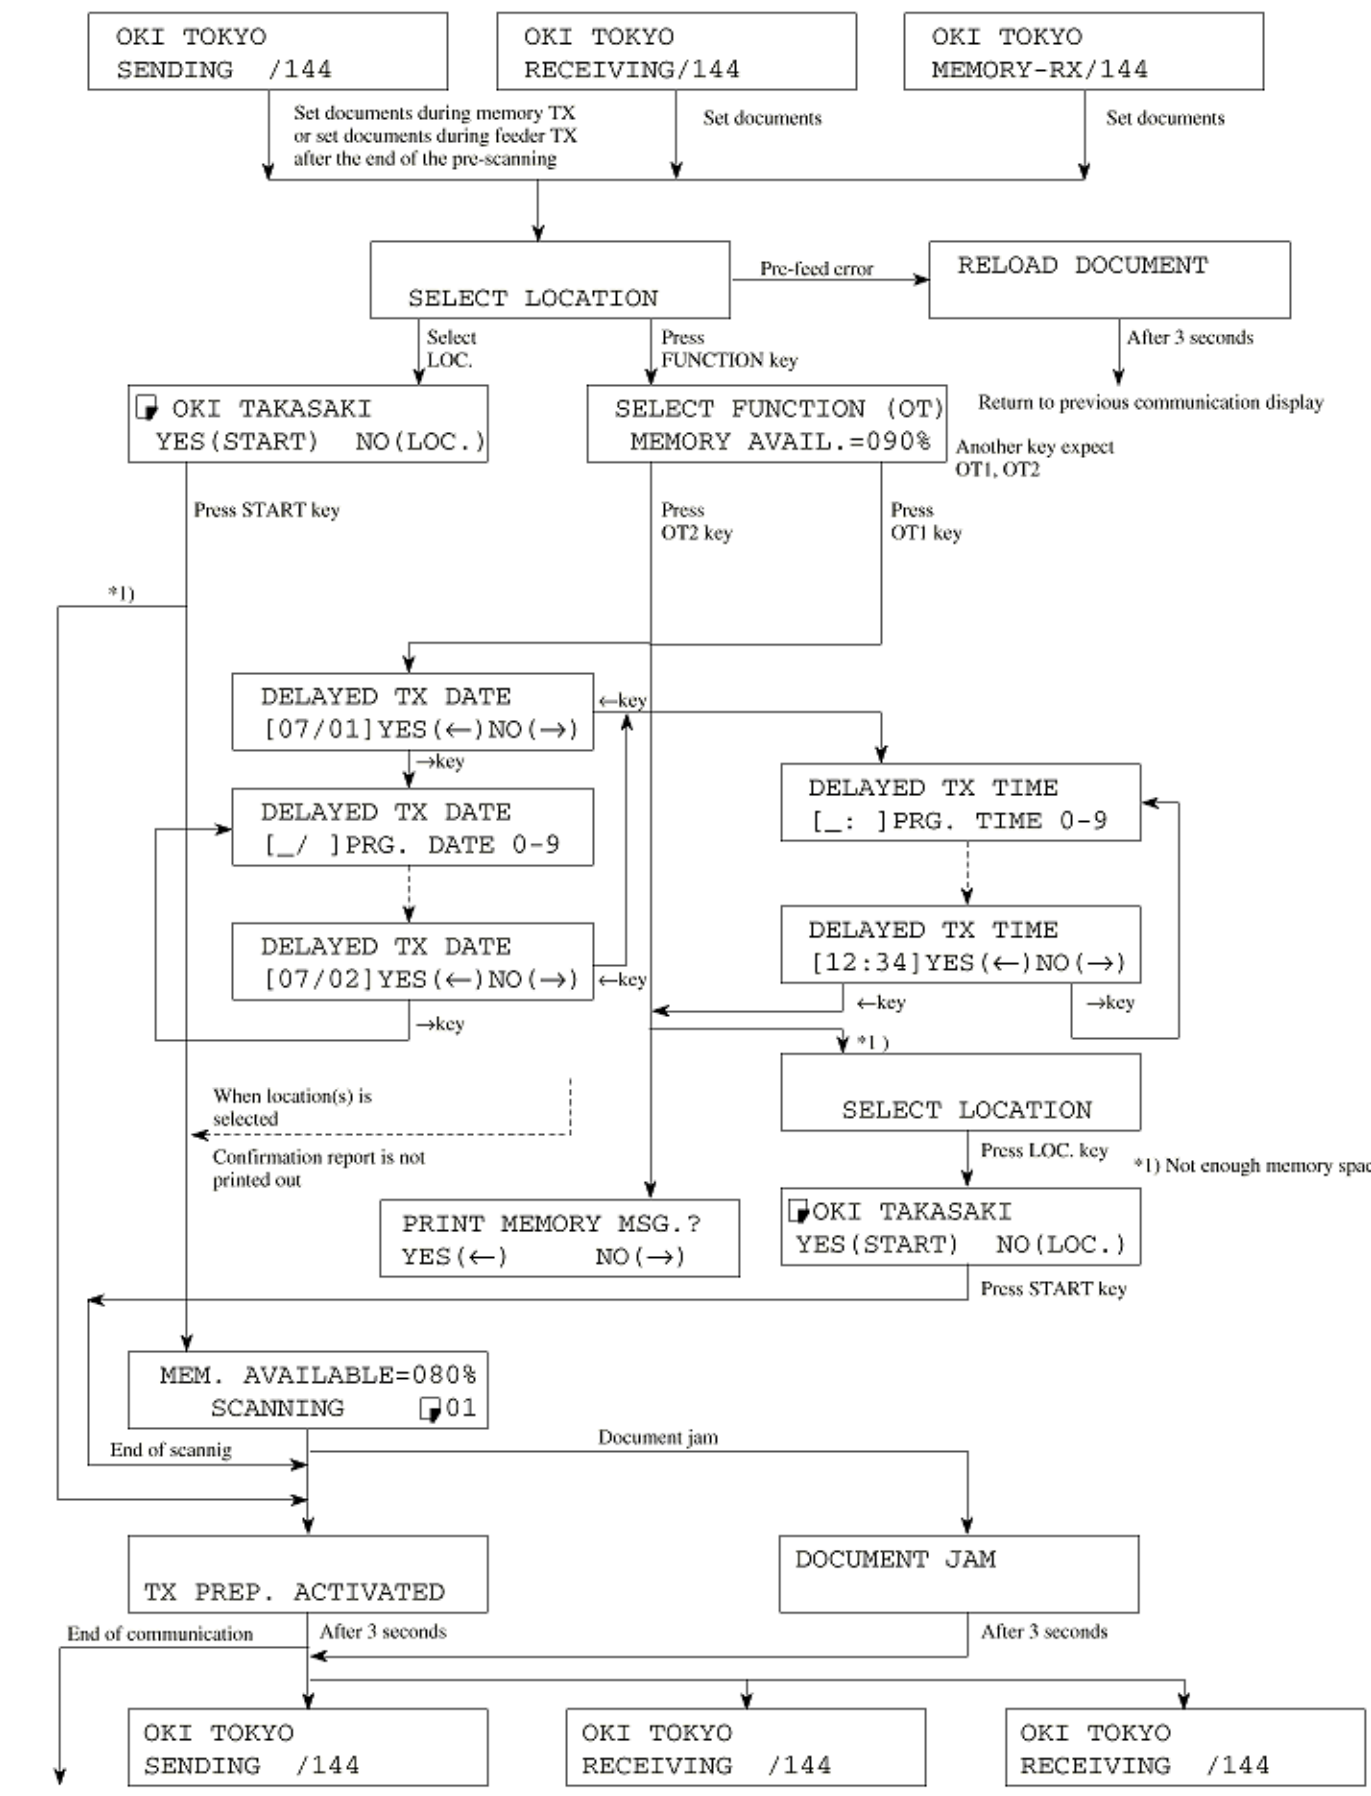 OKI TOKYO
SENDING /144
OKI TOKYO
RECEIVING/144
OKI TOKYO
MEMORY-RX/144
Set documents during memory TX
or set documents during feeder TX
after the end of the pre-scanning
Set documents
Set documents
SELECT LOCATION
Pre-feed error
RELOAD DOCUMENT
Select
LOC.
Press
FUNCTION key
After 3 seconds
OKI TAKASAKI
YES(START) NO(LOC.)
SELECT FUNCTION (OT)
MEMORY AVAIL.=090%
Return to previous communication display
Another key expect
OT1, OT2
Press START key
Press
OT2 key
Press
OT1 key
*1)
DELAYED TX DATE
[07/01]YES(←)NO(→)
←key
→key
DELAYED TX DATE
[_/ ]PRG. DATE 0-9
DELAYED TX TIME
[_: ]PRG. TIME 0-9
DELAYED TX DATE
[07/02]YES(←)NO(→)
←key
→key
DELAYED TX TIME
[12:34]YES(←)NO(→)
←key
→key
*1 )
SELECT LOCATION
When location(s) is
selected
Confirmation report is not
printed out
Press LOC. key
*1) Not enough memory spac
PRINT MEMORY MSG.?
YES(←) NO(→)
OKI TAKASAKI
YES(START) NO(LOC.)
Press START key
MEM. AVAILABLE=080%
SCANNING 01
End of scannig
Document jam
TX PREP. ACTIVATED
DOCUMENT JAM
End of communication
After 3 seconds
After 3 seconds
OKI TOKYO
SENDING /144
OKI TOKYO
RECEIVING /144
OKI TOKYO
RECEIVING /144